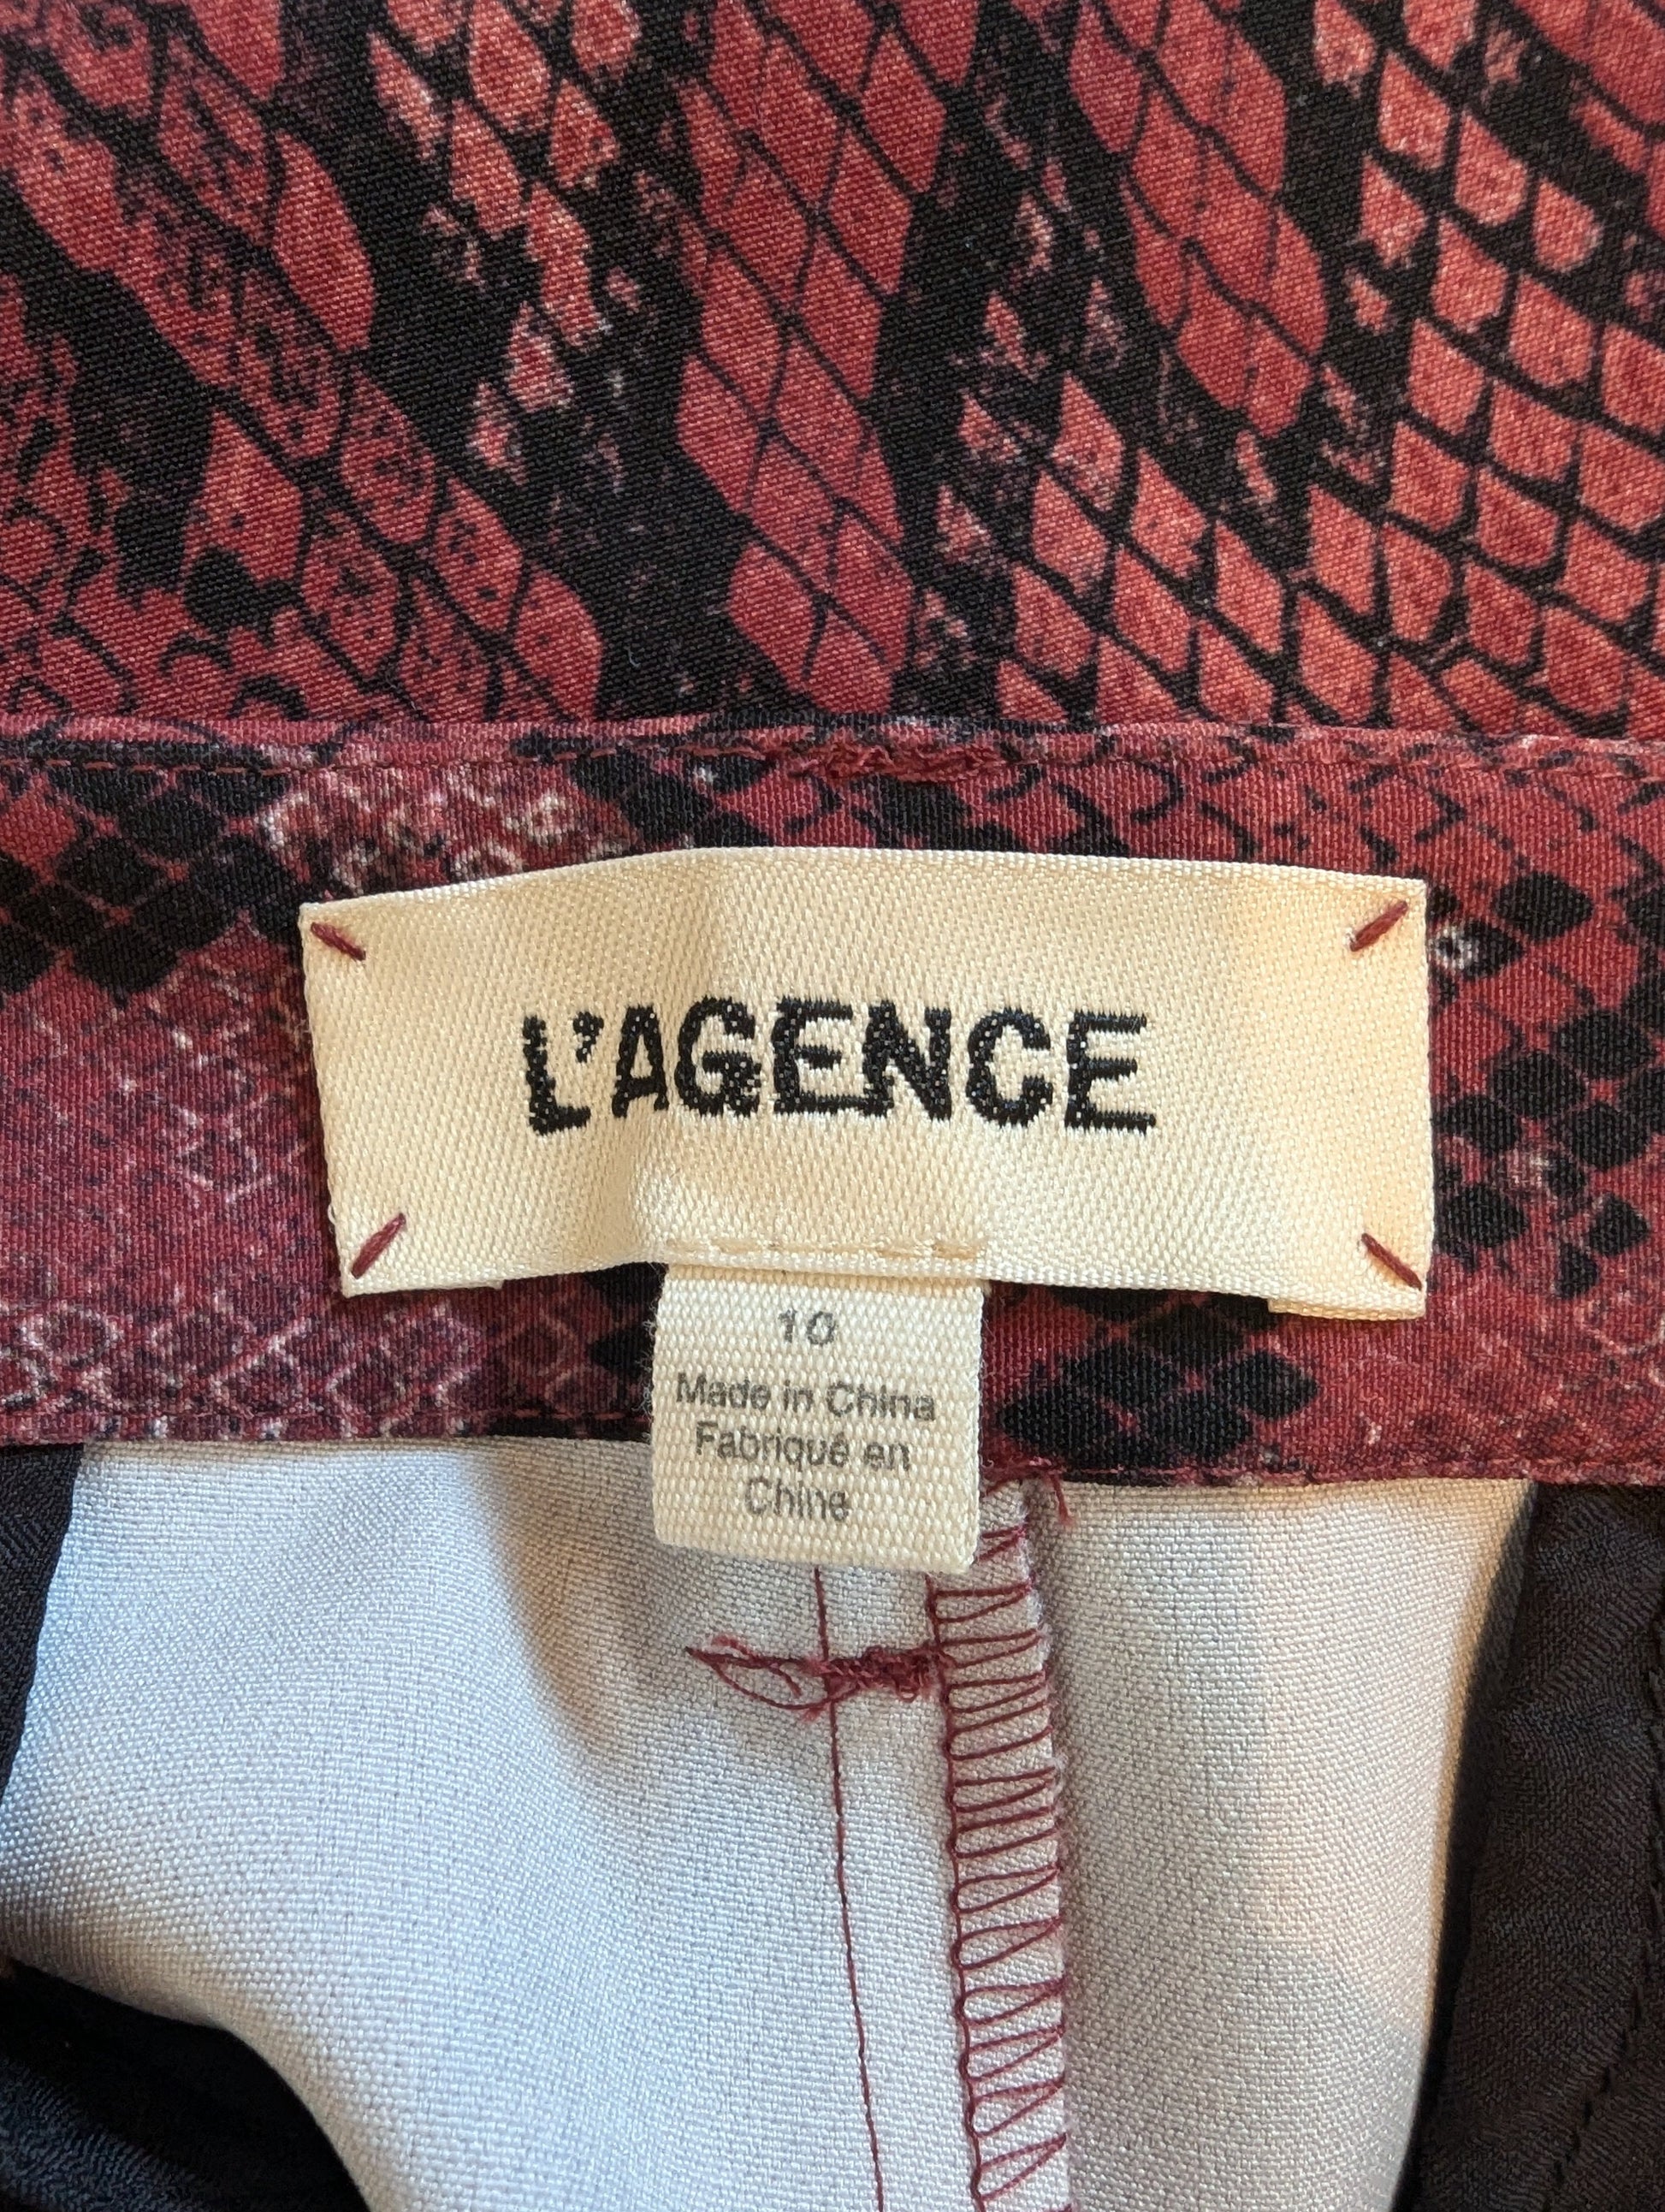 L'AGENCE
10
Made in China
Fabriqué en
Chine